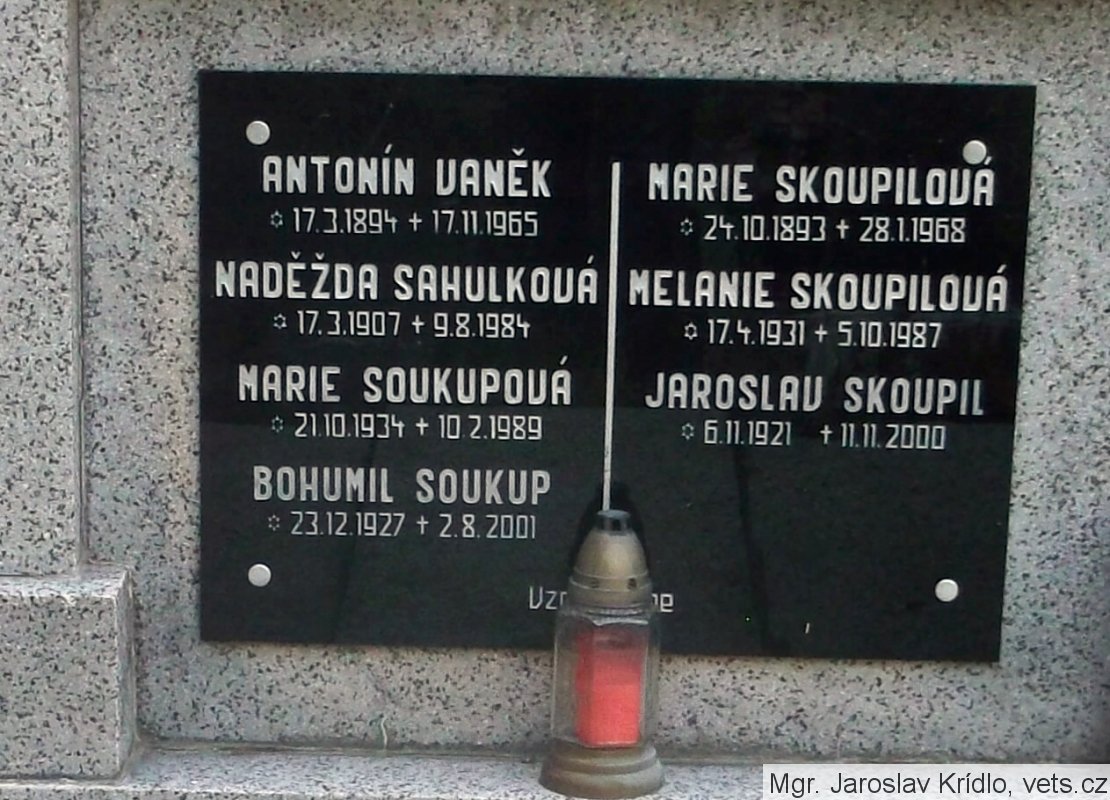 ANTONÍN VANĚK
✡ 17.3.1894 + 17.11.1965
NADĚŽDA SAHULKOVÁ
✡ 17.3.1907 + 9.8.1984
MARIE SOUKUPOVÁ
✡ 21.10.1934 + 10.2.1989
BOHUMIL SOUKUP
✡ 23.12.1927 + 2.8.2001
MARIE SKOUPILOVÁ
✡ 24.10.1893 + 28.1.1968
MELANIE SKOUPILOVÁ
✡ 17.4.1931 + 5.10.1987
JAROSLAV SKOUPIL
✡ 6.11.1921 + 11.11.2000
Mgr. Jaroslav Krídlo, vets.cz